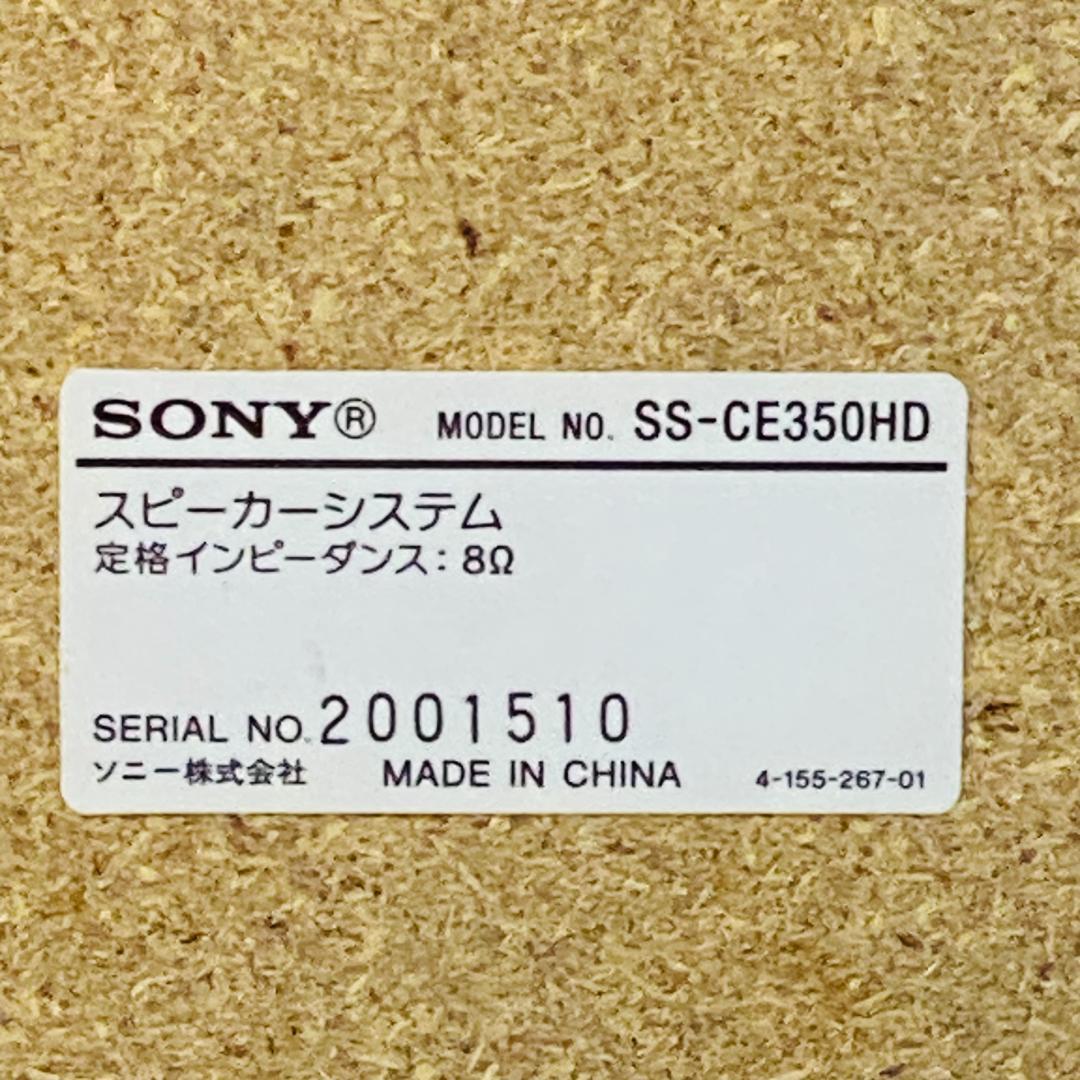 SONY® MODEL NO. SS-CE350HD
スピーカーシステム
定格インピーダンス：8Ω
SERIAL NO. 2001510
ソニー株式会社 MADE IN CHINA 4-155-267-01